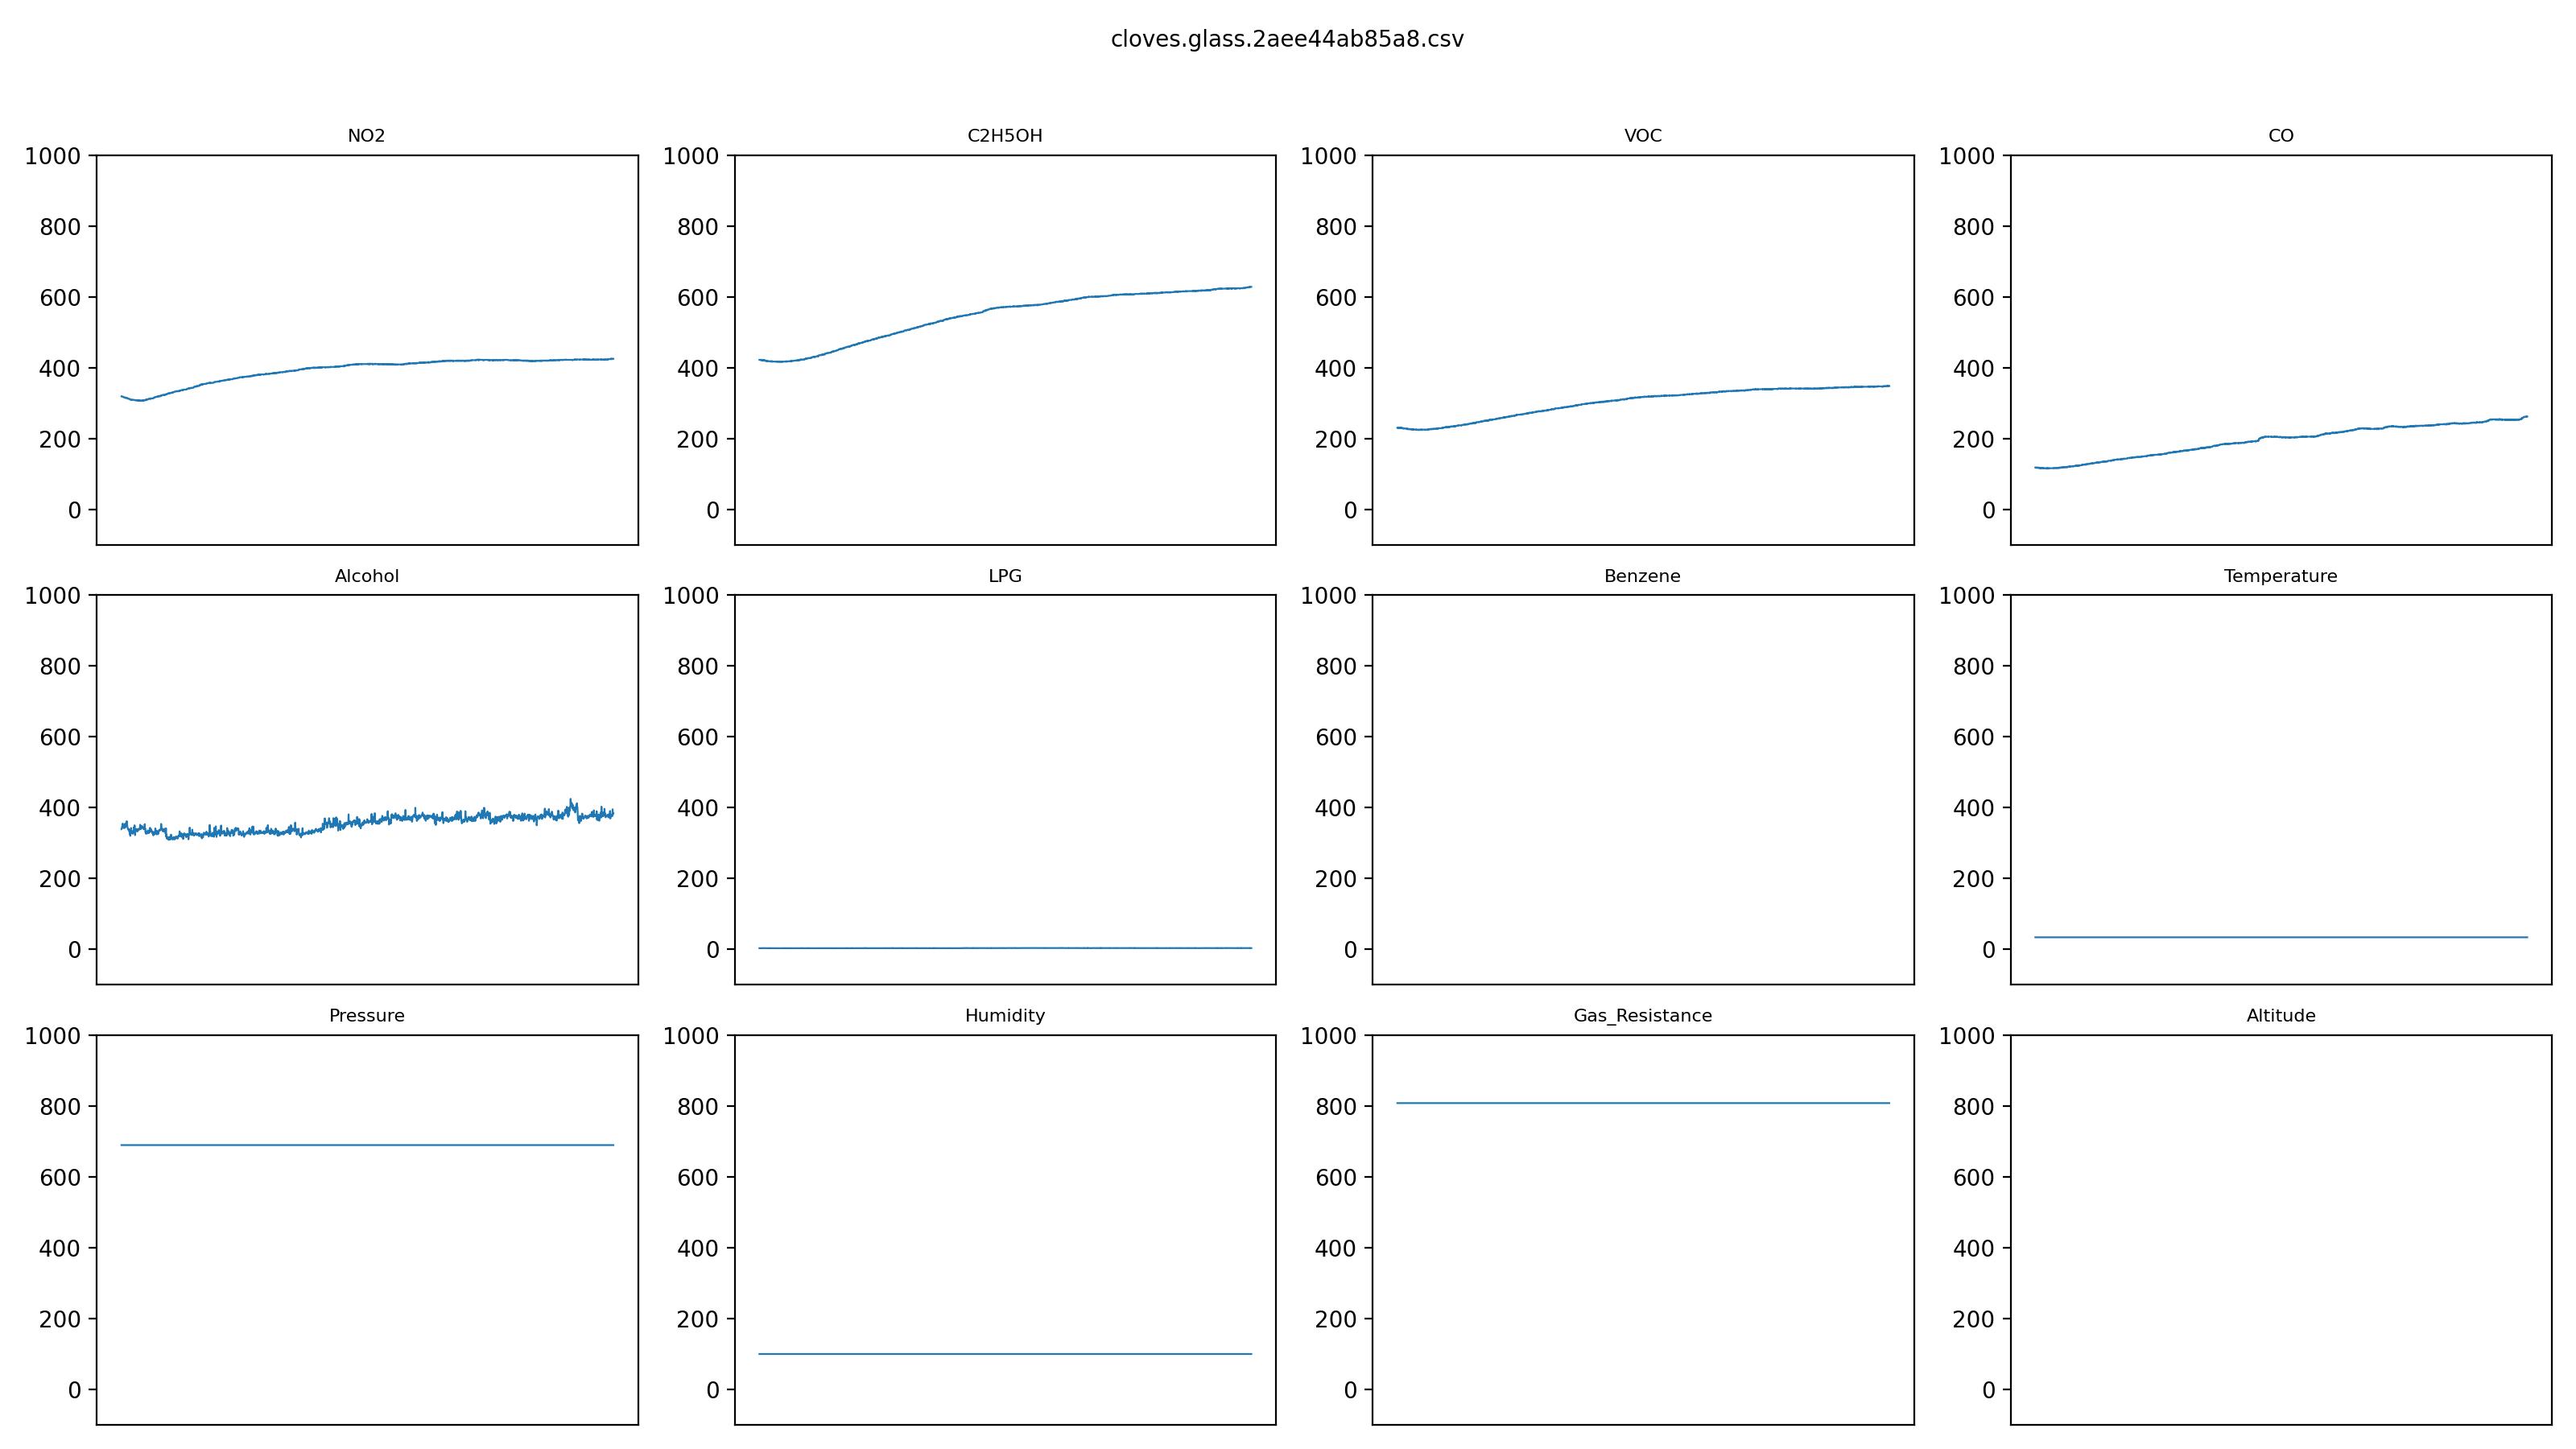 cloves.glass.2aee44ab85a8.csv
NO2 C2H5OH VOC CO
1000 1000 1000 1000
800 800 800 800
600 600 600 600
400 400 400 400
200 200 200 200
0 0 0 0
Alcohol LPG Benzene Temperature
1000 1000 1000 1000
800 800 800 800
600 600 600 600
400 400 400 400
200 200 200 200
0 0 0 0
Pressure Humidity Gas_Resistance Altitude
1000 1000 1000 1000
800 800 800 800
600 600 600 600
400 400 400 400
200 200 200 200
0 0 0 0